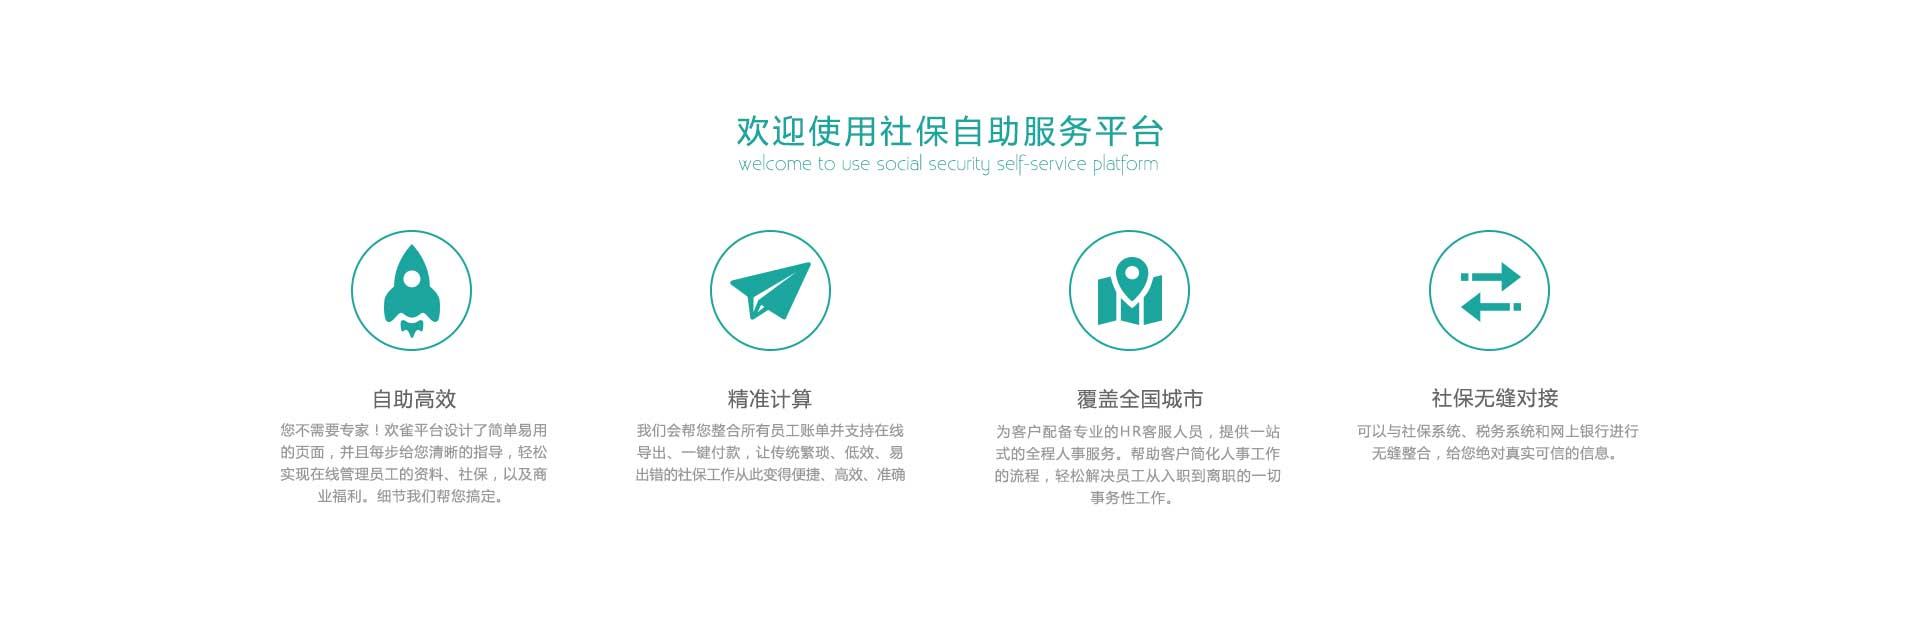 欢迎使用社保自助服务平台
welcome to use social security self-service platform
自助高效
您不需要专家！欢雀平台设计了简单易用
的页面，并且每步给您清晰的指导，轻松
实现在线管理员工的资料、社保，以及商
业福利。细节我们帮您搞定。
精准计算
我们会帮您整合所有员工账单并支持在线
导出、一键付款，让传统繁琐、低效、易
出错的社保工作从此变得便捷、高效、准确
覆盖全国城市
为客户配备专业的HR客服人员，提供一站
式的全程人事服务。帮助客户简化人事工作
的流程，轻松解决员工从入职到离职的一切
事务性工作。
社保无缝对接
可以与社保系统、税务系统和网上银行进行
无缝整合，给您绝对真实可信的信息。